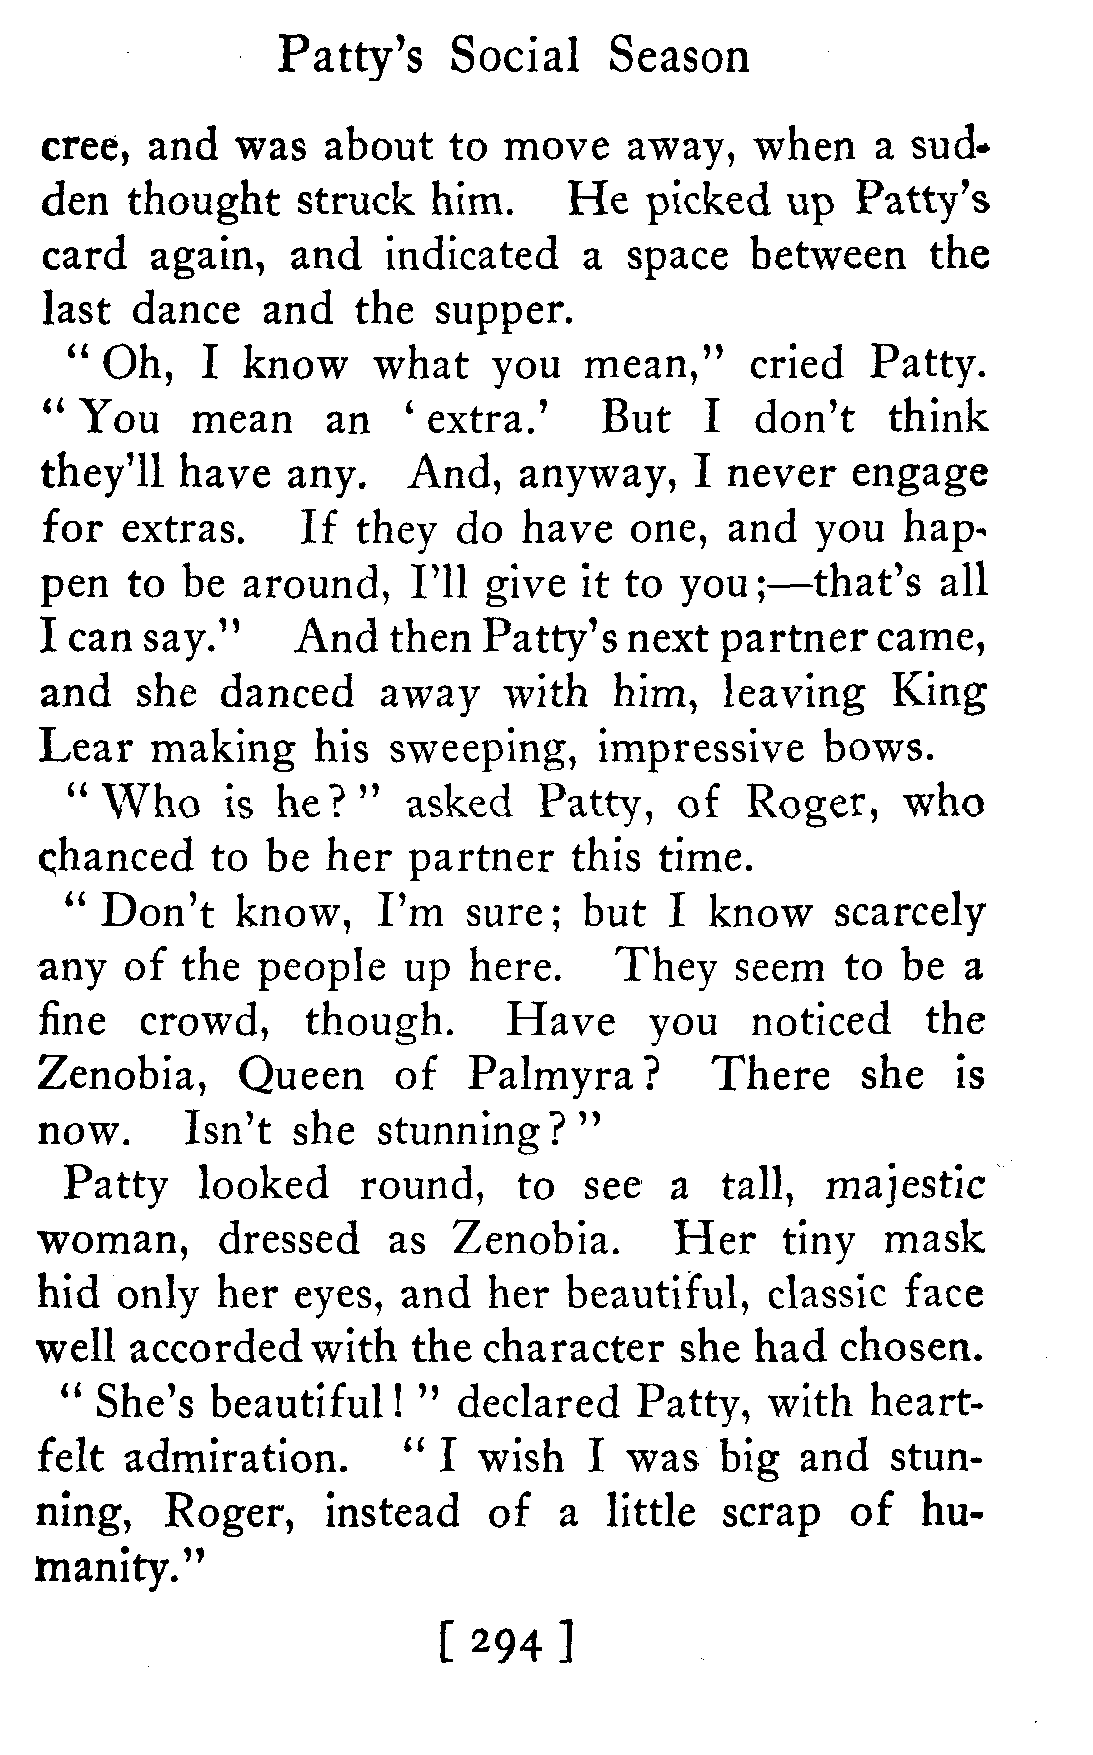 Patty's Social Season
cree, and was about to move away, when a sud-
den thought struck him. He picked up Patty's
card again, and indicated a space between the
last dance and the supper.
" Oh, I know what you mean," cried Patty.
" You mean an ' extra.' But I don't think
they'll have any. And, anyway, I never engage
for extras. If they do have one, and you hap-
pen to be around, I'll give it to you;—that's all
I can say." And then Patty's next partner came,
and she danced away with him, leaving King
Lear making his sweeping, impressive bows.
" Who is he? " asked Patty, of Roger, who
chanced to be her partner this time.
" Don't know, I'm sure; but I know scarcely
any of the people up here. They seem to be a
fine crowd, though. Have you noticed the
Zenobia, Queen of Palmyra? There she is
now. Isn't she stunning? "
Patty looked round, to see a tall, majestic
woman, dressed as Zenobia. Her tiny mask
hid only her eyes, and her beautiful, classic face
well accorded with the character she had chosen.
" She's beautiful! " declared Patty, with heart-
felt admiration. " I wish I was big and stun-
ning, Roger, instead of a little scrap of hu-
manity."
[ 294 ]